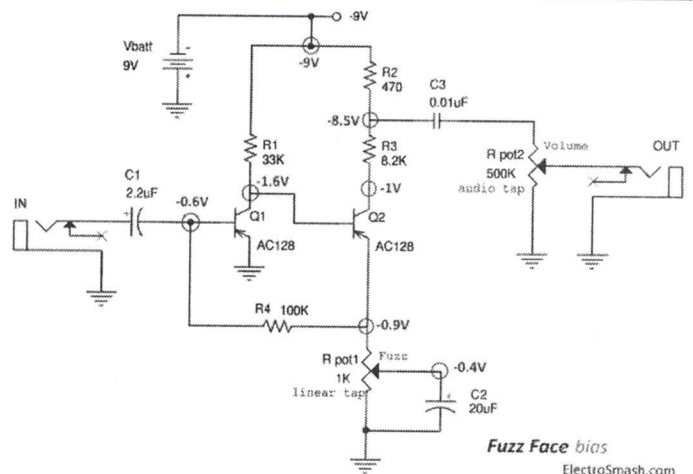 -9V
Vbatt
9V
-
+
-9V
R2
470
C3
0.01uF
-8.5V
R1
33K
R3
8.2K
R pot2
500K
audio tap
Volume
OUT
C1
2.2uF
+
IN
-0.6V
-1.6V
Q1
AC128
-1V
Q2
AC128
R4 100K
-0.9V
R pot1
1K
linear tap
Fuzz
-0.4V
+
C2
20uF
Fuzz Face bias
ElectroSmash.com